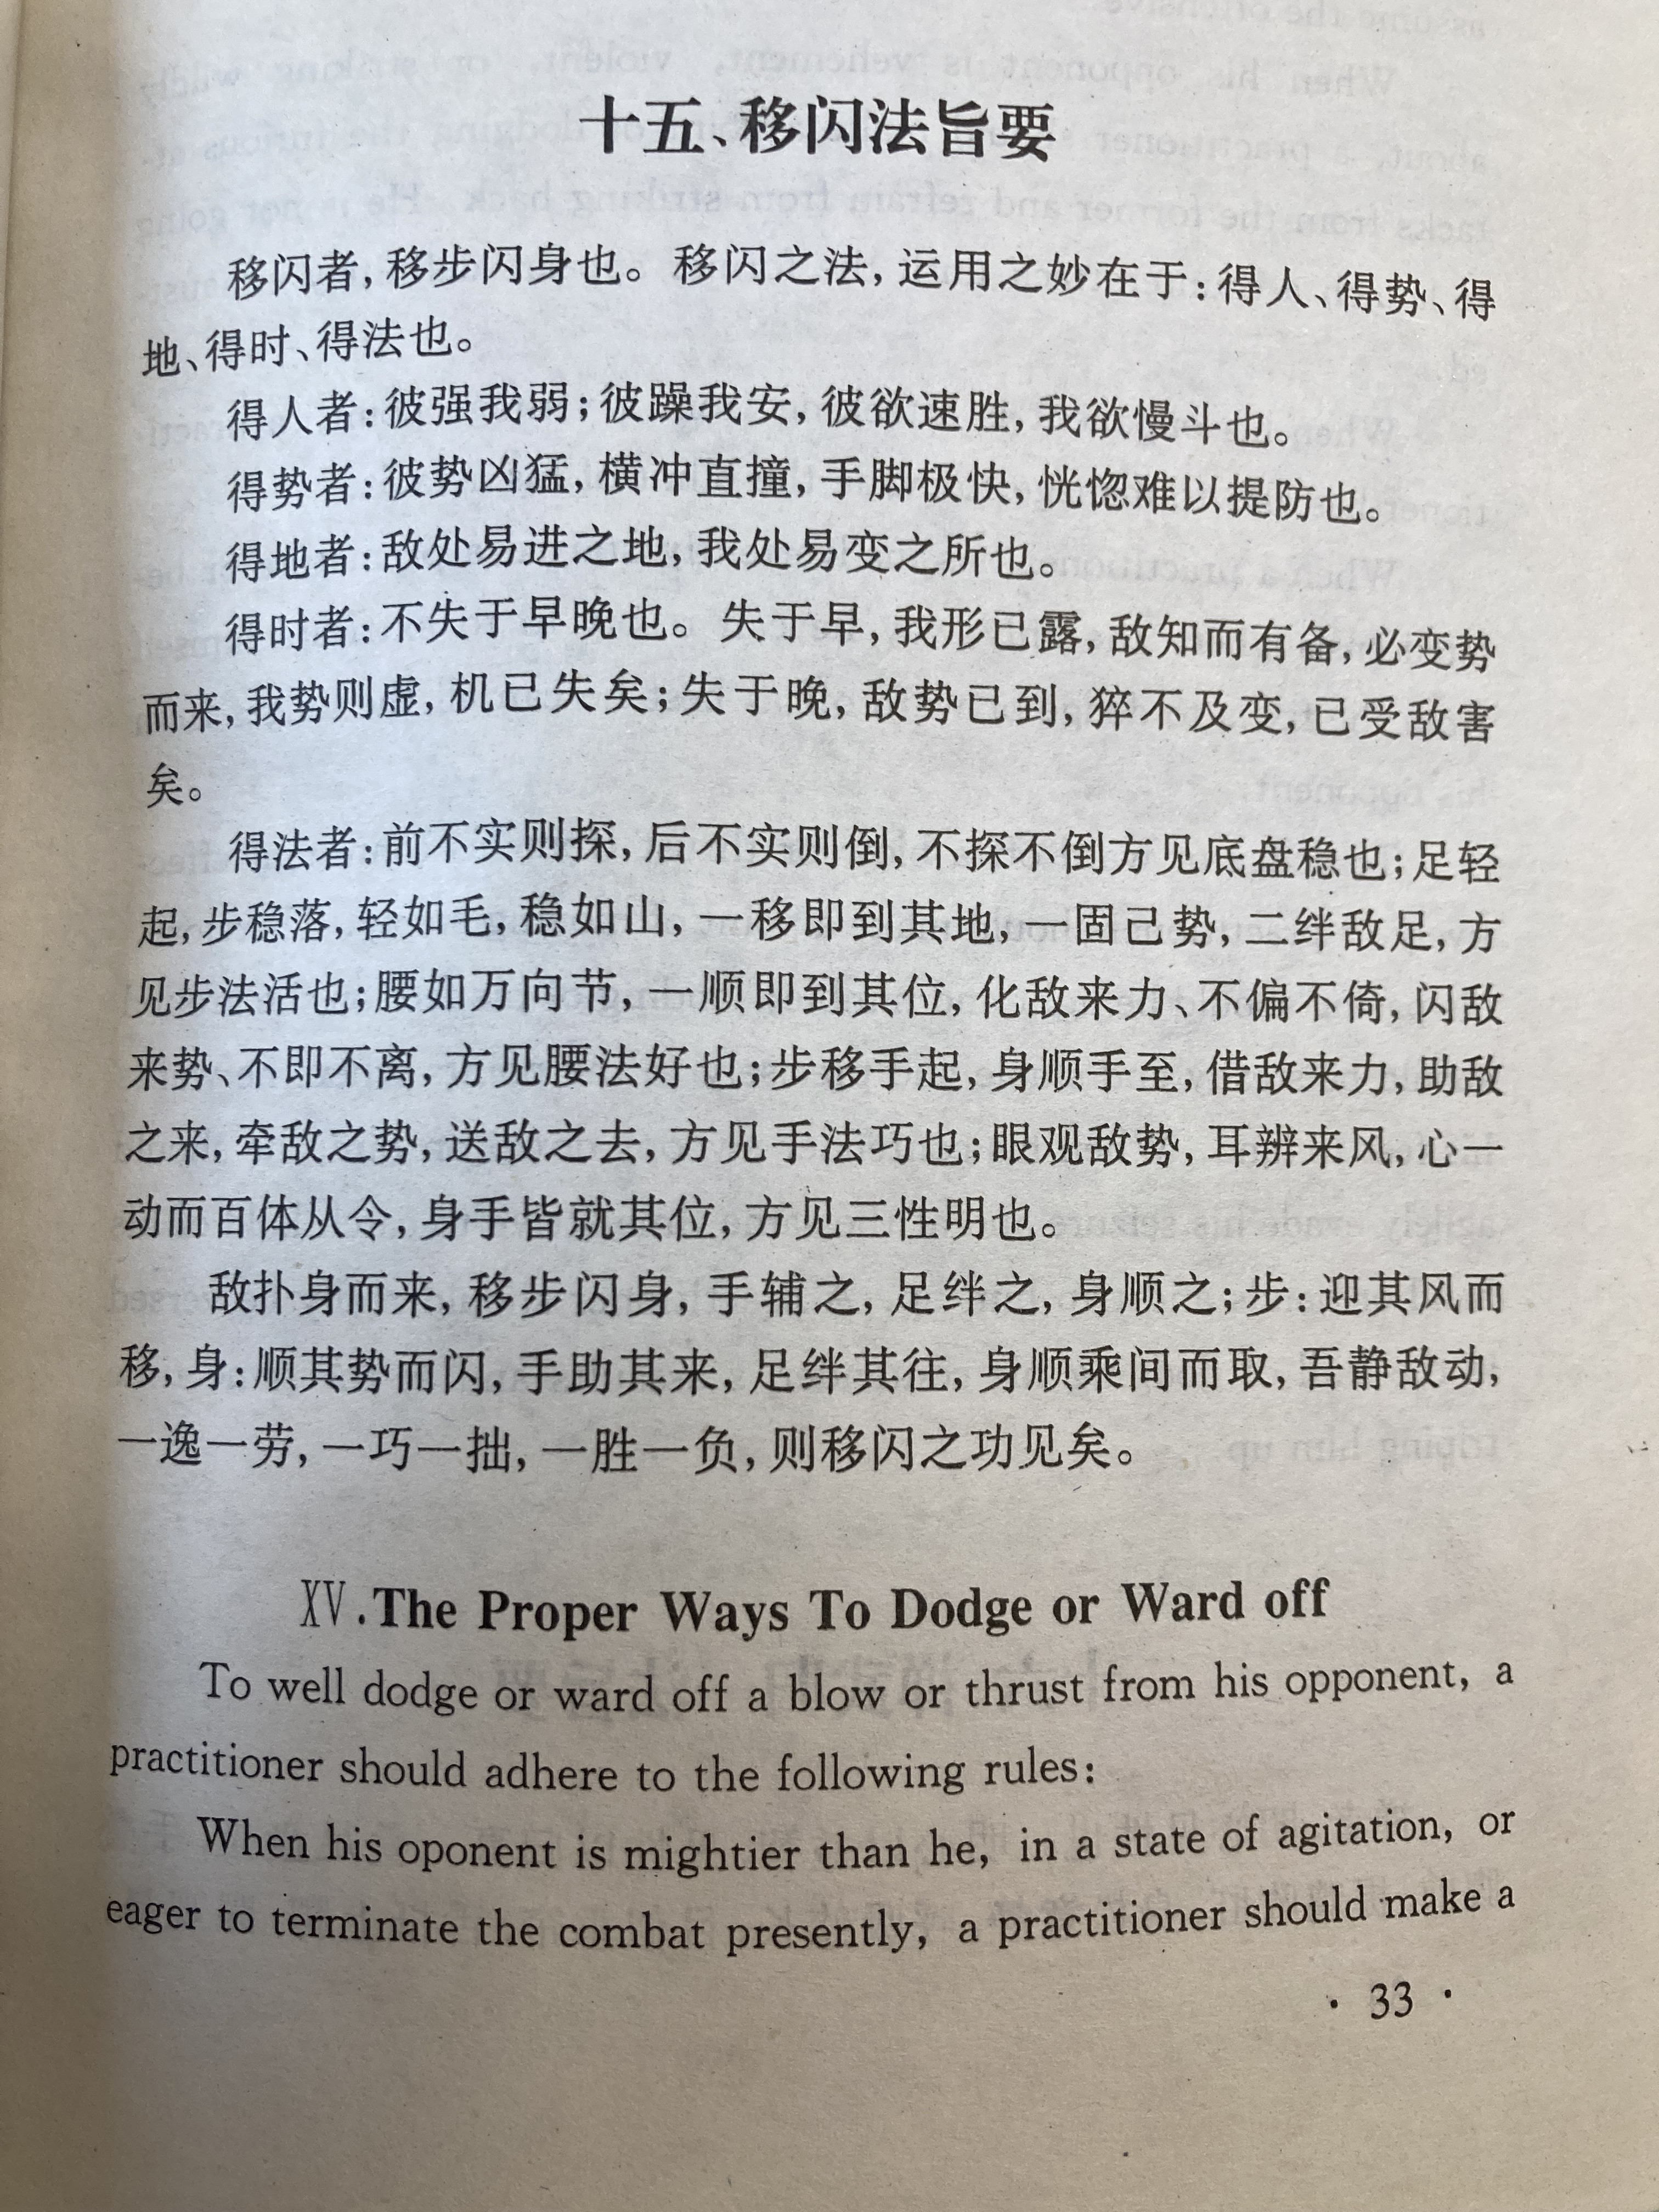 十五、移闪法旨要
移闪者,移步闪身也。移闪之法,运用之妙在于:得人、得势、得
地、得时、得法也。
得人者:彼强我弱;彼躁我安,彼欲速胜,我欲慢斗也。
得势者:彼势凶猛,横冲直撞,手脚极快,恍惚难以提防也。
得地者:敌处易进之地,我处易变之所也。
得时者:不失于早晚也。失于早,我形已露,敌知而有备,必变势
而来,我势则虚,机已失矣;失于晚,敌势已到,猝不及变,已受敌害
矣。
得法者:前不实则探,后不实则倒,不探不倒方见底盘稳也;足轻
起,步稳落,轻如毛,稳如山,一移即到其地,一固己势,二绊敌足,方
见步法活也;腰如万向节,一顺即到其位,化敌来力、不偏不倚,闪敌
来势、不即不离,方见腰法好也;步移手起,身顺手至,借敌来力,助敌
之来,牵敌之势,送敌之去,方见手法巧也;眼观敌势,耳辨来风,心一
动而百体从令,身手皆就其位,方见三性明也。
敌扑身而来,移步闪身,手辅之,足绊之,身顺之;步:迎其风而
移,身:顺其势而闪,手助其来,足绊其往,身顺乘间而取,吾静敌动,
一逸一劳,一巧一拙,一胜一负,则移闪之功见矣。
XV.The Proper Ways To Dodge or Ward off
To well dodge or ward off a blow or thrust from his opponent, a
practitioner should adhere to the following rules:
When his oponent is mightier than he, in a state of agitation, or
eager to terminate the combat presently, a practitioner should make a
· 33 ·